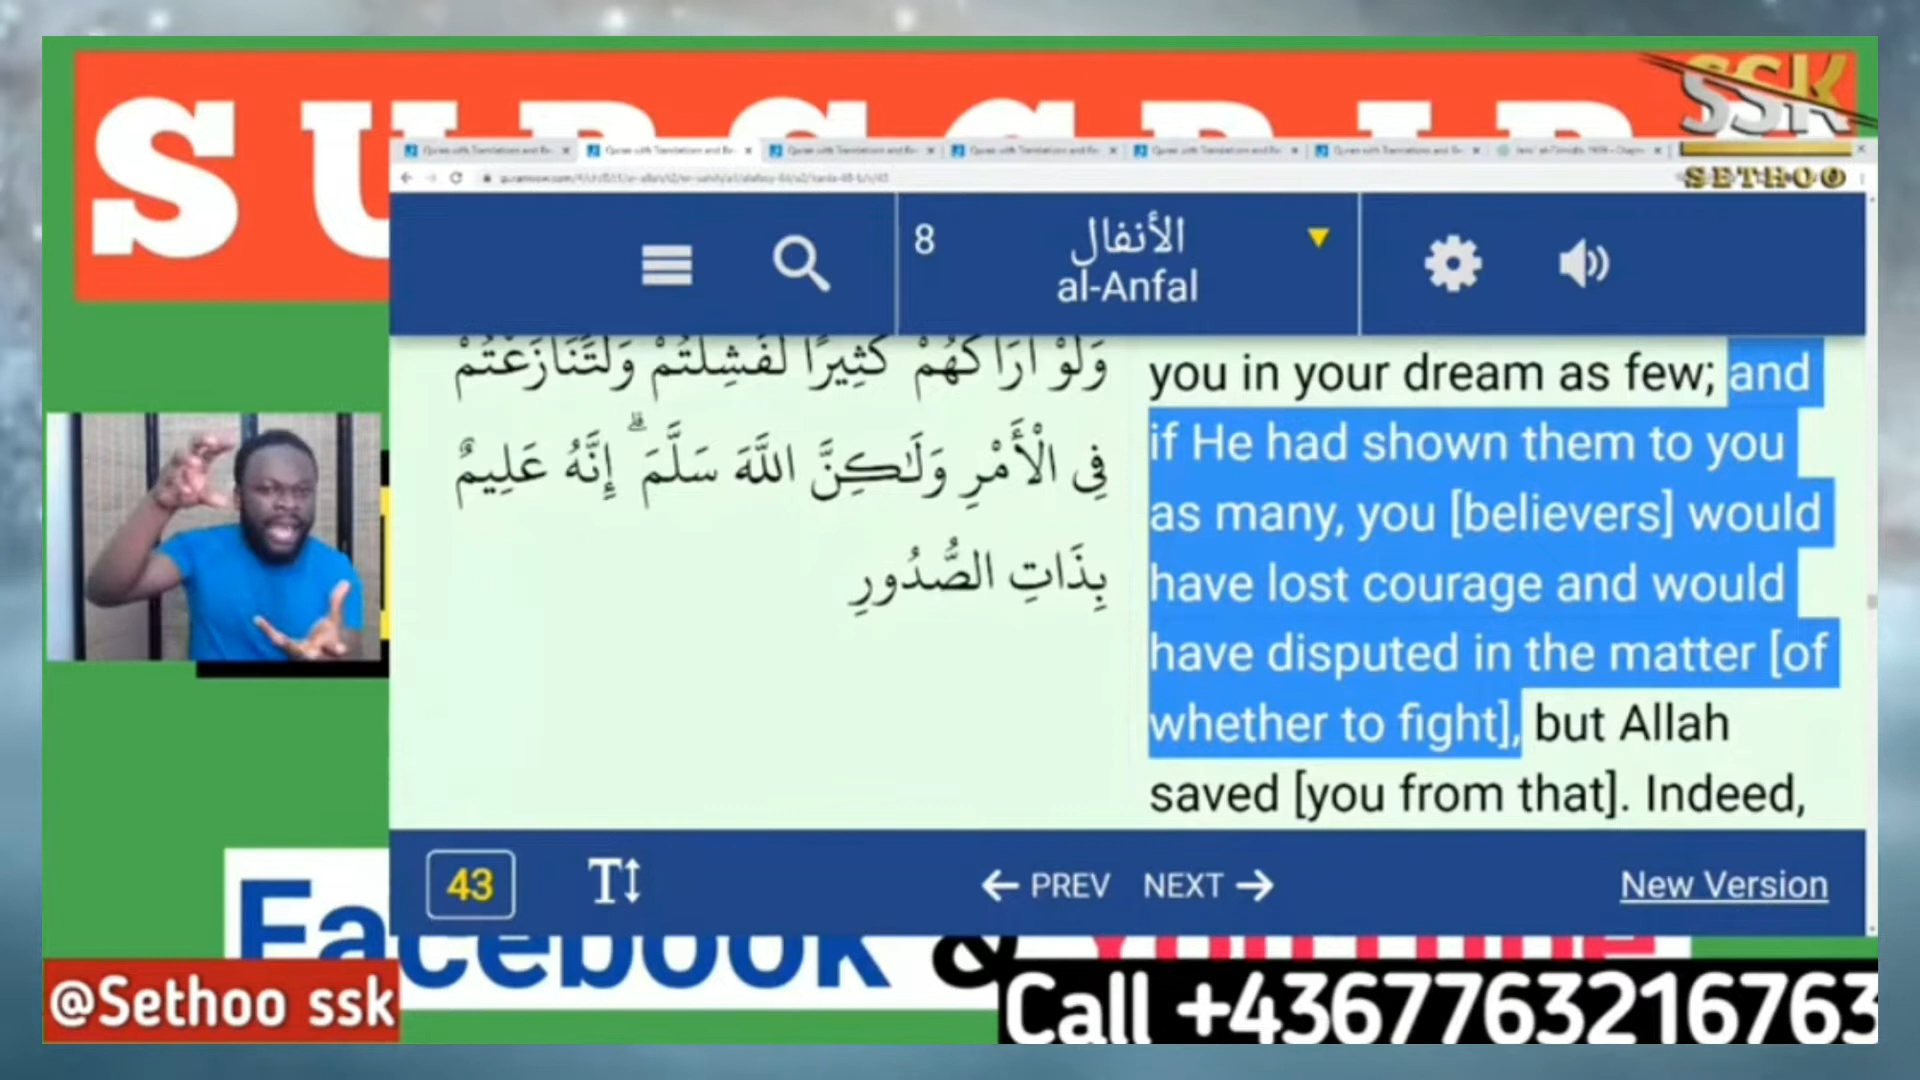 SSK
SETHOO
8
الأنفال
al-Anfal
وَلَوْ أَرَاكَهُمْ كَثِيرًا لَّفَشِلْتُمْ وَلَتَنَازَعْتُمْ
فِي الْأَمْرِ وَلَٰكِنَّ اللَّهَ سَلَّمَ ۗ إِنَّهُ عَلِيمٌ
بِذَاتِ الصُّدُورِ
you in your dream as few; and
if He had shown them to you
as many, you [believers] would
have lost courage and would
have disputed in the matter [of
whether to fight], but Allah
saved [you from that]. Indeed,
43
← PREV NEXT →
New Version
Facebook &
@Sethoo ssk
Call +4367763216763